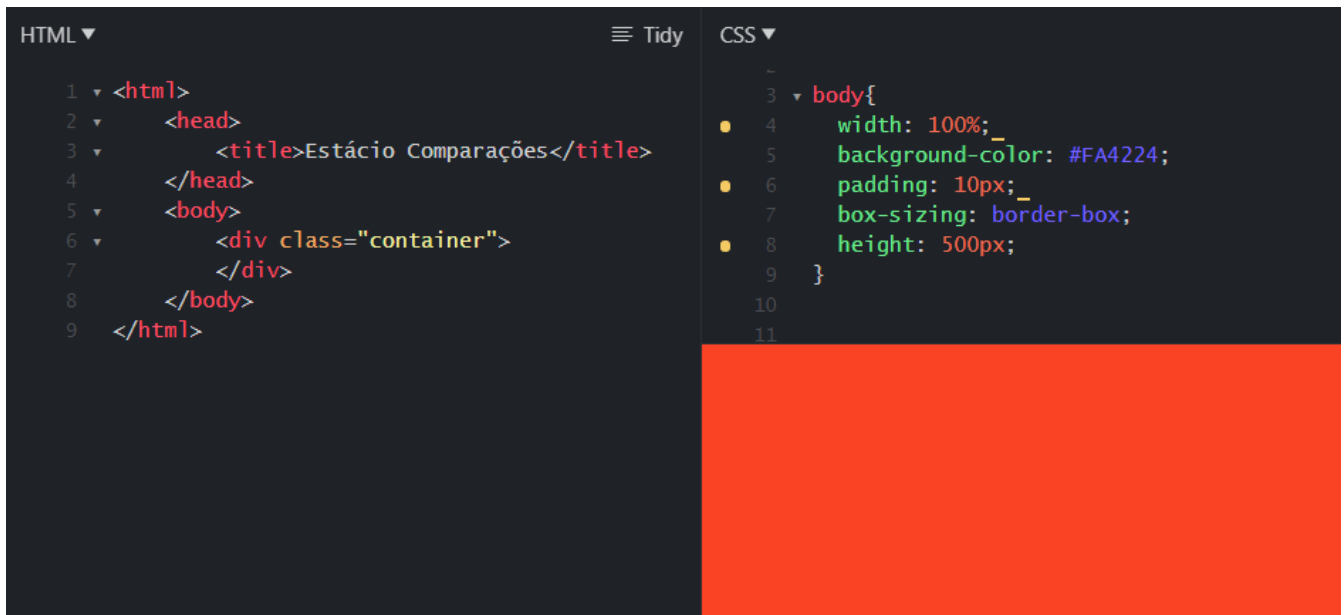 HTML ▼
☰ Tidy
1 ▾ <html>
2 ▾ <head>
3 ▾ <title>Estácio Comparações</title>
4 </head>
5 ▾ <body>
6 ▾ <div class="container">
7 </div>
8 </body>
9 </html>
CSS ▼
3 ▾ body{
4 width: 100%;
5 background-color: #FA4224;
6 padding: 10px;
7 box-sizing: border-box;
8 height: 500px;
9 }
10
11